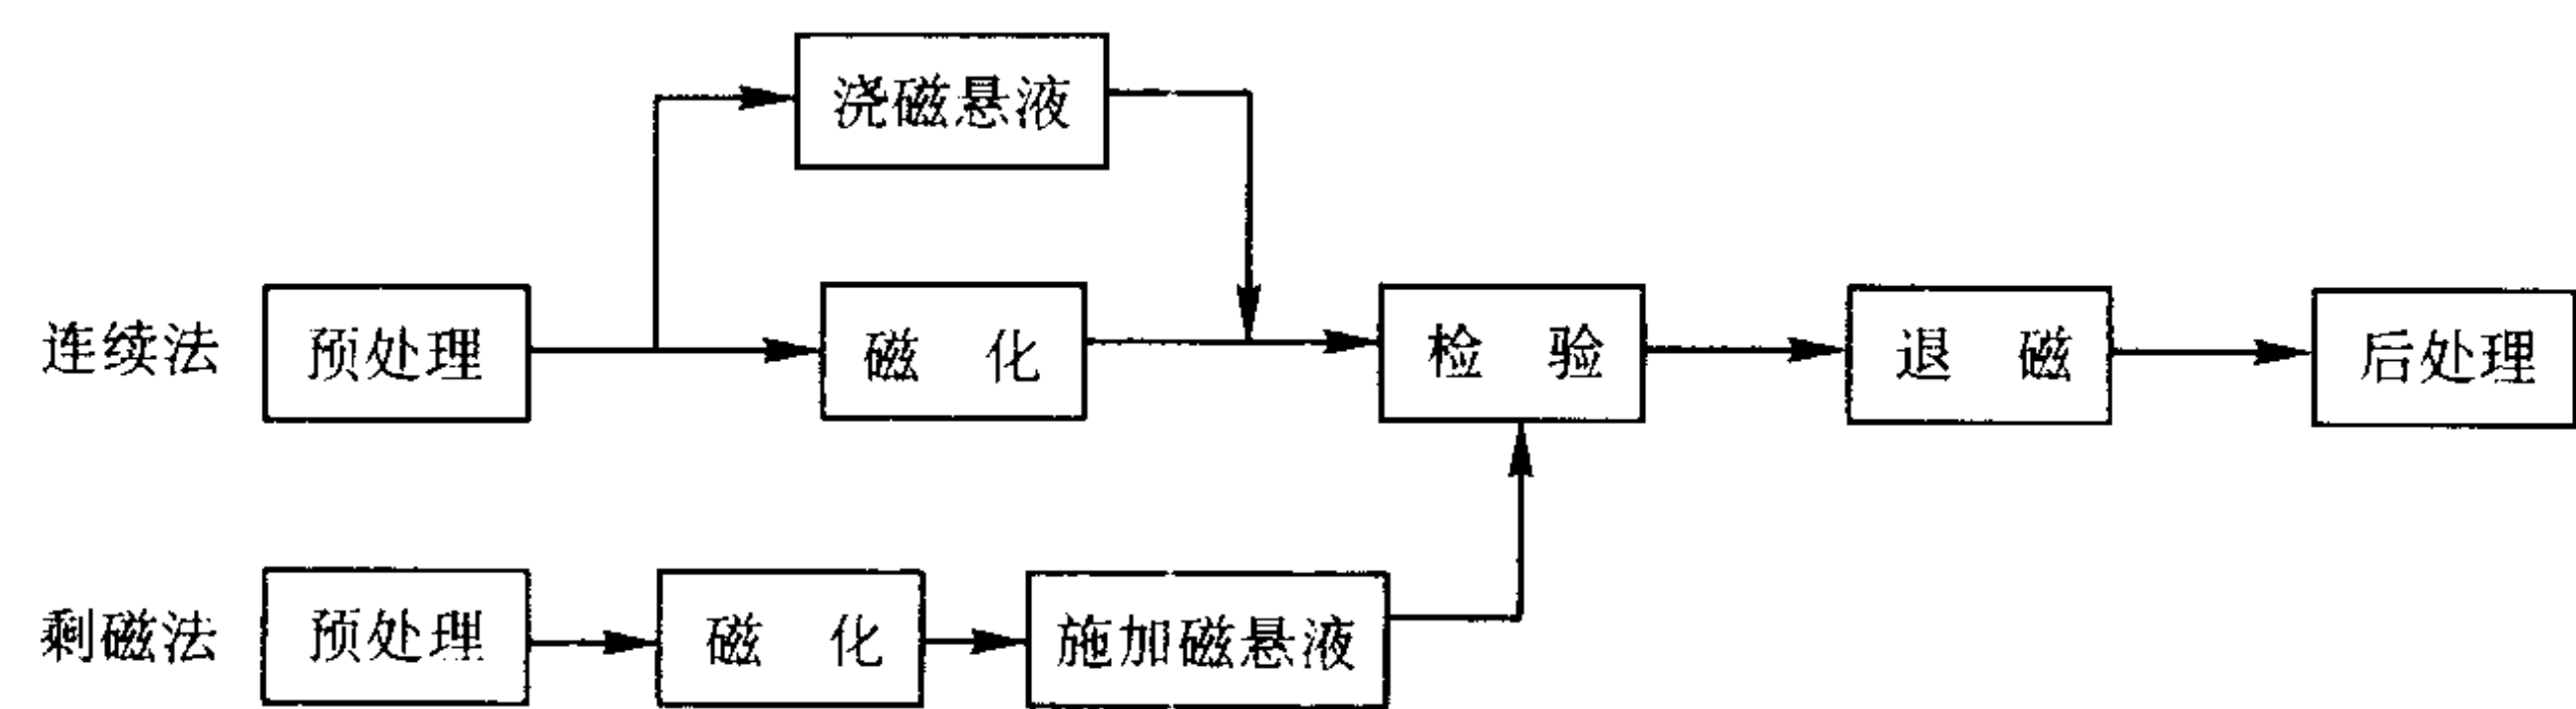 浇磁悬液
连续法 预处理 磁 化 检 验 退 磁 后处理
剩磁法 预处理 磁 化 施加磁悬液